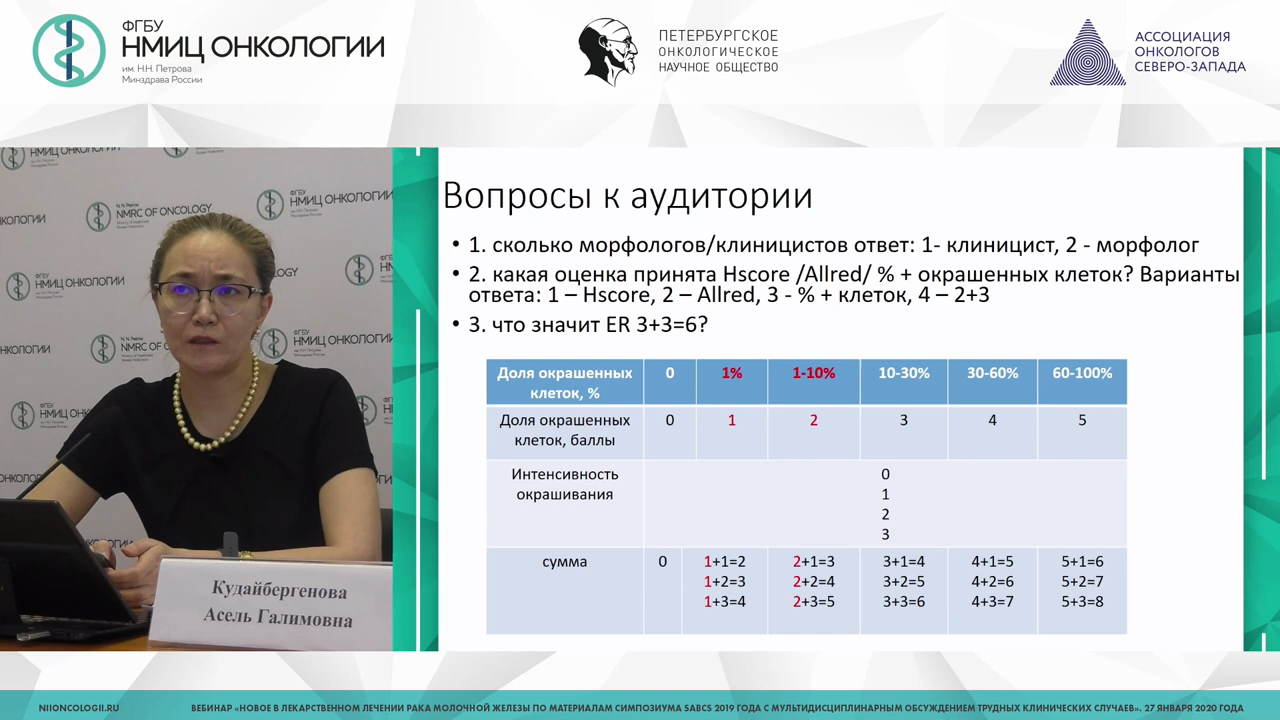 ФГБУ
НМИЦ ОНКОЛОГИИ
им. Н.Н. Петрова
Минздрава России
ПЕТЕРБУРГСКОЕ
ОНКОЛОГИЧЕСКОЕ
НАУЧНОЕ ОБЩЕСТВО
АССОЦИАЦИЯ
ОНКОЛОГОВ
СЕВЕРО-ЗАПАДА
НМИЦ ОНКОЛОГИИ
ФГБУ
НМИЦ ОНКОЛОГИИ
NMRC OF ONCOLOGY
Кудайбергенова
Асель Галимовна
Вопросы к аудитории
• 1. сколько морфологов/клиницистов ответ: 1- клиницист, 2 - морфолог
• 2. какая оценка принята Hscore /Allred/ % + окрашенных клеток? Варианты
ответа: 1 – Hscore, 2 – Allred, 3 - % + клеток, 4 – 2+3
• 3. что значит ER 3+3=6?
Доля окрашенных клеток, % 0 1% 1-10% 10-30% 30-60% 60-100%
Доля окрашенных клеток, баллы 0 1 2 3 4 5
Интенсивность окрашивания
0
1
2
3
сумма 0 1+1=2 2+1=3 3+1=4 4+1=5 5+1=6
1+2=3 2+2=4 3+2=5 4+2=6 5+2=7
1+3=4 2+3=5 3+3=6 4+3=7 5+3=8
NIIONCOLOGII.RU
ВЕБИНАР «НОВОЕ В ЛЕКАРСТВЕННОМ ЛЕЧЕНИИ РАКА МОЛОЧНОЙ ЖЕЛЕЗЫ ПО МАТЕРИАЛАМ СИМПОЗИУМА SABCS 2019 ГОДА С МУЛЬТИДИСЦИПЛИНАРНЫМ ОБСУЖДЕНИЕМ ТРУДНЫХ КЛИНИЧЕСКИХ СЛУЧАЕВ». 27 ЯНВАРЯ 2020 ГОДА